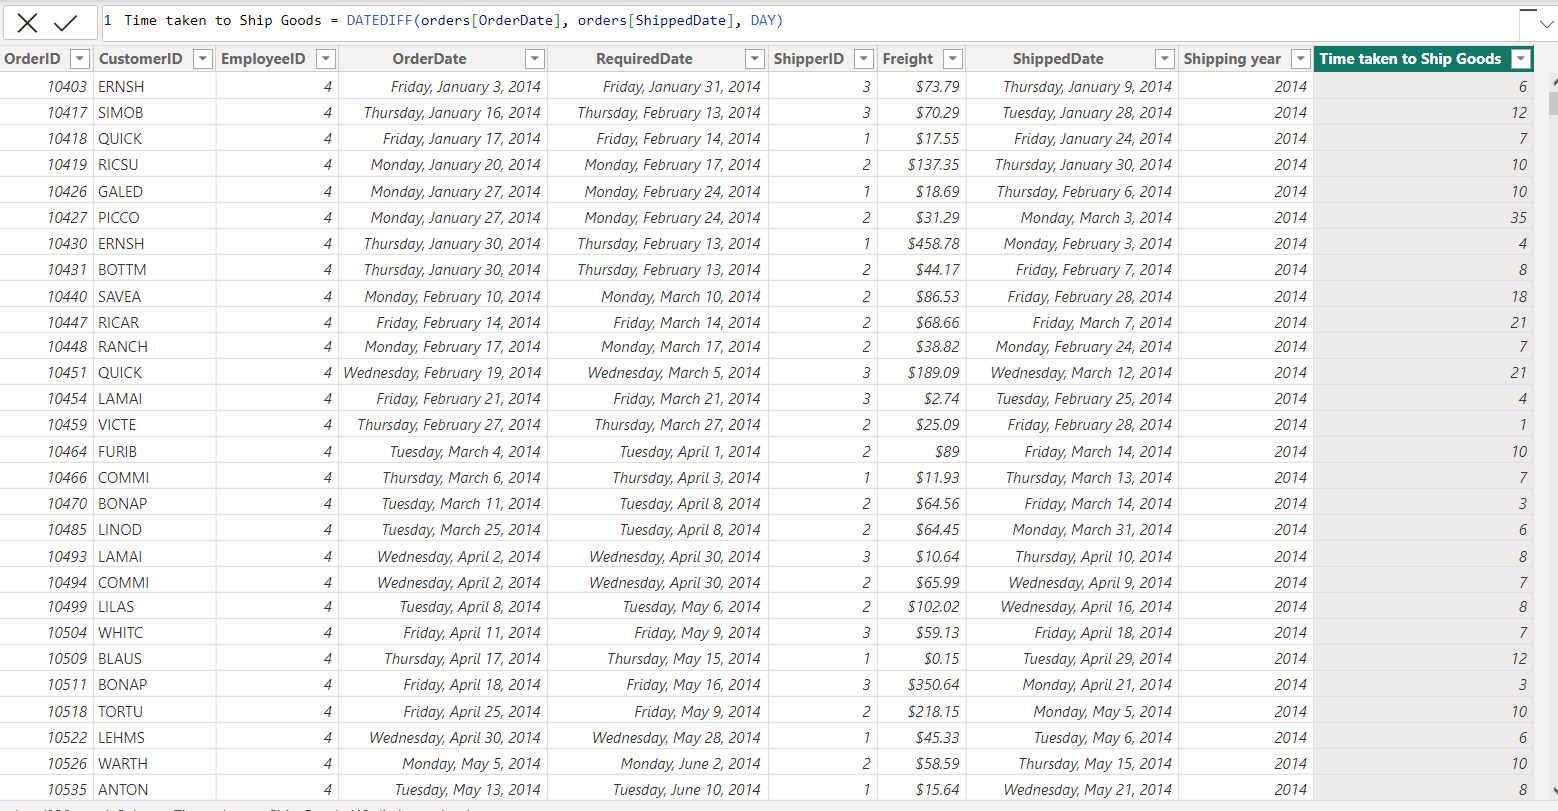 1 Time taken to Ship Goods = DATEDIFF(orders[OrderDate], orders[ShippedDate], DAY)
OrderID CustomerID EmployeeID OrderDate RequiredDate ShipperID Freight ShippedDate Shipping year Time taken to Ship Goods
10403 ERNSH 4 Friday, January 3, 2014 Friday, January 31, 2014 3 $73.79 Thursday, January 9, 2014 2014 6
10417 SIMOB 4 Thursday, January 16, 2014 Thursday, February 13, 2014 3 $70.29 Tuesday, January 28, 2014 2014 12
10418 QUICK 4 Friday, January 17, 2014 Friday, February 14, 2014 1 $17.55 Friday, January 24, 2014 2014 7
10419 RICSU 4 Monday, January 20, 2014 Monday, February 17, 2014 2 $137.35 Thursday, January 30, 2014 2014 10
10426 GALED 4 Monday, January 27, 2014 Monday, February 24, 2014 1 $18.69 Thursday, February 6, 2014 2014 10
10427 PICCO 4 Monday, January 27, 2014 Monday, February 24, 2014 2 $31.29 Monday, March 3, 2014 2014 35
10430 ERNSH 4 Thursday, January 30, 2014 Thursday, February 13, 2014 1 $458.78 Monday, February 3, 2014 2014 4
10431 BOTTM 4 Thursday, January 30, 2014 Thursday, February 13, 2014 2 $44.17 Friday, February 7, 2014 2014 8
10440 SAVEA 4 Monday, February 10, 2014 Monday, March 10, 2014 2 $86.53 Friday, February 28, 2014 2014 18
10447 RICAR 4 Friday, February 14, 2014 Friday, March 14, 2014 2 $68.66 Friday, March 7, 2014 2014 21
10448 RANCH 4 Monday, February 17, 2014 Monday, March 17, 2014 2 $38.82 Monday, February 24, 2014 2014 7
10451 QUICK 4 Wednesday, February 19, 2014 Wednesday, March 5, 2014 3 $189.09 Wednesday, March 12, 2014 2014 21
10454 LAMAI 4 Friday, February 21, 2014 Friday, March 21, 2014 3 $2.74 Tuesday, February 25, 2014 2014 4
10459 VICTE 4 Thursday, February 27, 2014 Thursday, March 27, 2014 2 $25.09 Friday, February 28, 2014 2014 1
10464 FURIB 4 Tuesday, March 4, 2014 Tuesday, April 1, 2014 2 $89 Friday, March 14, 2014 2014 10
10466 COMMI 4 Thursday, March 6, 2014 Thursday, April 3, 2014 1 $11.93 Thursday, March 13, 2014 2014 7
10470 BONAP 4 Tuesday, March 11, 2014 Tuesday, April 8, 2014 2 $64.56 Friday, March 14, 2014 2014 3
10485 LINOD 4 Tuesday, March 25, 2014 Tuesday, April 8, 2014 2 $64.45 Monday, March 31, 2014 2014 6
10493 LAMAI 4 Wednesday, April 2, 2014 Wednesday, April 30, 2014 3 $10.64 Thursday, April 10, 2014 2014 8
10494 COMMI 4 Wednesday, April 2, 2014 Wednesday, April 30, 2014 2 $65.99 Wednesday, April 9, 2014 2014 7
10499 LILAS 4 Tuesday, April 8, 2014 Tuesday, May 6, 2014 2 $102.02 Wednesday, April 16, 2014 2014 8
10504 WHITC 4 Friday, April 11, 2014 Friday, May 9, 2014 3 $59.13 Friday, April 18, 2014 2014 7
10509 BLAUS 4 Thursday, April 17, 2014 Thursday, May 15, 2014 1 $0.15 Tuesday, April 29, 2014 2014 12
10511 BONAP 4 Friday, April 18, 2014 Friday, May 16, 2014 3 $350.64 Monday, April 21, 2014 2014 3
10518 TORTU 4 Friday, April 25, 2014 Friday, May 9, 2014 2 $218.15 Monday, May 5, 2014 2014 10
10522 LEHMS 4 Wednesday, April 30, 2014 Wednesday, May 28, 2014 1 $45.33 Tuesday, May 6, 2014 2014 6
10526 WARTH 4 Monday, May 5, 2014 Monday, June 2, 2014 2 $58.59 Thursday, May 15, 2014 2014 10
10535 ANTON 4 Tuesday, May 13, 2014 Tuesday, June 10, 2014 1 $15.64 Wednesday, May 21, 2014 2014 8